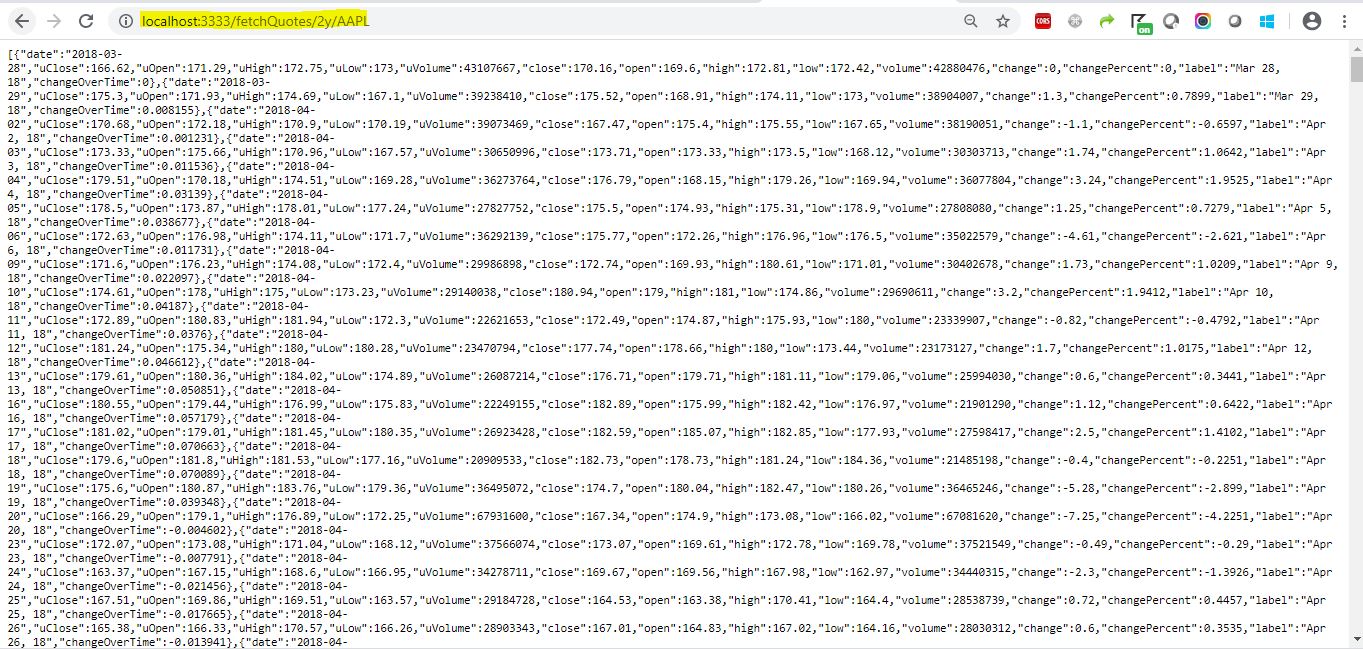 localhost:3333/fetchQuotes/2y/AAPL
CORS
on
[{"date":"2018-03-
28","uClose":166.62,"uOpen":171.29,"uHigh":172.75,"uLow":173,"uVolume":43107667,"close":170.16,"open":169.6,"high":172.81,"low":172.42,"volume":42880476,"change":0,"changePercent":0,"label":"Mar 28,
18","changeOverTime":0},{"date":"2018-03-
29","uClose":175.3,"uOpen":171.93,"uHigh":174.69,"uLow":167.1,"uVolume":39238410,"close":175.52,"open":168.91,"high":174.11,"low":173,"volume":38904007,"change":1.3,"changePercent":0.7899,"label":"Mar 29,
18","changeOverTime":0.008155},{"date":"2018-04-
02","uClose":170.68,"uOpen":172.18,"uHigh":170.9,"uLow":170.19,"uVolume":39073469,"close":167.47,"open":175.4,"high":175.55,"low":167.65,"volume":38190051,"change":-1.1,"changePercent":-0.6597,"label":"Apr
2, 18","changeOverTime":0.001231},{"date":"2018-04-
03","uClose":173.33,"uOpen":175.66,"uHigh":170.96,"uLow":167.57,"uVolume":30650996,"close":173.71,"open":173.33,"high":173.5,"low":168.12,"volume":30303713,"change":1.74,"changePercent":1.0642,"label":"Apr
3, 18","changeOverTime":0.011536},{"date":"2018-04-
04","uClose":179.51,"uOpen":170.18,"uHigh":174.51,"uLow":169.28,"uVolume":36273764,"close":176.79,"open":168.15,"high":179.26,"low":169.94,"volume":36077804,"change":3.24,"changePercent":1.9525,"label":"Apr
4, 18","changeOverTime":0.03139},{"date":"2018-04-
05","uClose":178.5,"uOpen":173.87,"uHigh":178.01,"uLow":177.24,"uVolume":27827752,"close":175.5,"open":174.93,"high":175.31,"low":178.9,"volume":27808080,"change":1.25,"changePercent":0.7279,"label":"Apr 5,
18","changeOverTime":0.038677},{"date":"2018-04-
06","uClose":172.63,"uOpen":176.98,"uHigh":174.11,"uLow":171.7,"uVolume":36292139,"close":175.77,"open":172.26,"high":176.96,"low":176.5,"volume":35022579,"change":-4.61,"changePercent":-2.621,"label":"Apr
6, 18","changeOverTime":0.011731},{"date":"2018-04-
09","uClose":171.6,"uOpen":176.23,"uHigh":174.08,"uLow":172.4,"uVolume":29986898,"close":172.74,"open":169.93,"high":180.61,"low":171.01,"volume":30402678,"change":1.73,"changePercent":1.0209,"label":"Apr 9,
18","changeOverTime":0.022097},{"date":"2018-04-
10","uClose":174.61,"uOpen":178,"uHigh":175,"uLow":173.23,"uVolume":29140038,"close":180.94,"open":179,"high":181,"low":174.86,"volume":29690611,"change":3.2,"changePercent":1.9412,"label":"Apr 10,
18","changeOverTime":0.04187},{"date":"2018-04-
11","uClose":172.89,"uOpen":180.83,"uHigh":181.94,"uLow":172.3,"uVolume":22621653,"close":172.49,"open":174.87,"high":175.93,"low":180,"volume":23339907,"change":-0.82,"changePercent":-0.4792,"label":"Apr
11, 18","changeOverTime":0.0376},{"date":"2018-04-
12","uClose":181.24,"uOpen":175.34,"uHigh":180,"uLow":180.28,"uVolume":23470794,"close":177.74,"open":178.66,"high":180,"low":173.44,"volume":23173127,"change":1.7,"changePercent":1.0175,"label":"Apr 12,
18","changeOverTime":0.046612},{"date":"2018-04-
13","uClose":179.61,"uOpen":180.36,"uHigh":184.02,"uLow":174.89,"uVolume":26087214,"close":176.71,"open":179.71,"high":181.11,"low":179.06,"volume":25994030,"change":0.6,"changePercent":0.3441,"label":"Apr
13, 18","changeOverTime":0.050851},{"date":"2018-04-
16","uClose":180.55,"uOpen":179.44,"uHigh":176.99,"uLow":175.83,"uVolume":22249155,"close":182.89,"open":175.99,"high":182.42,"low":176.97,"volume":21901290,"change":1.12,"changePercent":0.6422,"label":"Apr
16, 18","changeOverTime":0.057179},{"date":"2018-04-
17","uClose":181.02,"uOpen":179.01,"uHigh":181.45,"uLow":180.35,"uVolume":26923428,"close":182.59,"open":185.07,"high":182.85,"low":177.93,"volume":27598417,"change":2.5,"changePercent":1.4102,"label":"Apr
17, 18","changeOverTime":0.070663},{"date":"2018-04-
18","uClose":179.6,"uOpen":181.8,"uHigh":181.53,"uLow":177.16,"uVolume":20909533,"close":182.73,"open":178.73,"high":181.24,"low":184.36,"volume":21485198,"change":-0.4,"changePercent":-0.2251,"label":"Apr
18, 18","changeOverTime":0.070089},{"date":"2018-04-
19","uClose":175.6,"uOpen":180.87,"uHigh":183.76,"uLow":179.36,"uVolume":36495072,"close":174.7,"open":180.04,"high":182.47,"low":180.26,"volume":36465246,"change":-5.28,"changePercent":-2.899,"label":"Apr
19, 18","changeOverTime":0.039348},{"date":"2018-04-
20","uClose":166.29,"uOpen":179.1,"uHigh":176.89,"uLow":172.25,"uVolume":67931600,"close":167.34,"open":174.9,"high":173.08,"low":166.02,"volume":67081620,"change":-7.25,"changePercent":-4.2251,"label":"Apr
20, 18","changeOverTime":-0.004602},{"date":"2018-04-
23","uClose":172.07,"uOpen":173.08,"uHigh":171.04,"uLow":168.12,"uVolume":37566074,"close":173.07,"open":169.61,"high":172.78,"low":169.78,"volume":37521549,"change":-0.49,"changePercent":-0.29,"label":"Apr
23, 18","changeOverTime":-0.007791},{"date":"2018-04-
24","uClose":163.37,"uOpen":167.15,"uHigh":168.6,"uLow":166.95,"uVolume":34278711,"close":169.67,"open":169.56,"high":167.98,"low":162.97,"volume":34440315,"change":-2.3,"changePercent":-1.3926,"label":"Apr
24, 18","changeOverTime":-0.021456},{"date":"2018-04-
25","uClose":167.51,"uOpen":169.86,"uHigh":169.51,"uLow":163.57,"uVolume":29184728,"close":164.53,"open":163.38,"high":170.41,"low":164.4,"volume":28538739,"change":0.72,"changePercent":0.4457,"label":"Apr
25, 18","changeOverTime":-0.017665},{"date":"2018-04-
26","uClose":165.38,"uOpen":166.33,"uHigh":170.57,"uLow":166.26,"uVolume":28903343,"close":167.01,"open":164.83,"high":167.02,"low":164.16,"volume":28030312,"change":0.6,"changePercent":0.3535,"label":"Apr
26, 18","changeOverTime":-0.013941},{"date":"2018-04-